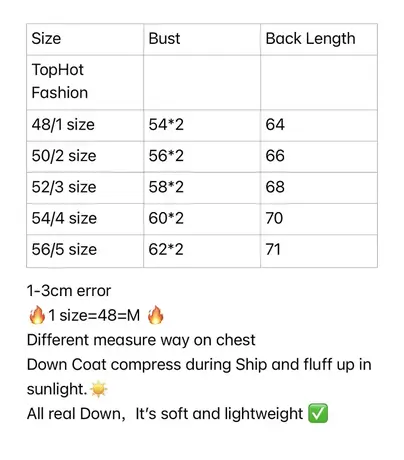 Size Bust Back Length
TopHot
Fashion
48/1 size 54*2 64
50/2 size 56*2 66
52/3 size 58*2 68
54/4 size 60*2 70
56/5 size 62*2 71
1-3cm error
🔥1 size=48=M 🔥
Different measure way on chest
Down Coat compress during Ship and fluff up in
sunlight.☀️
All real Down, It's soft and lightweight ✅